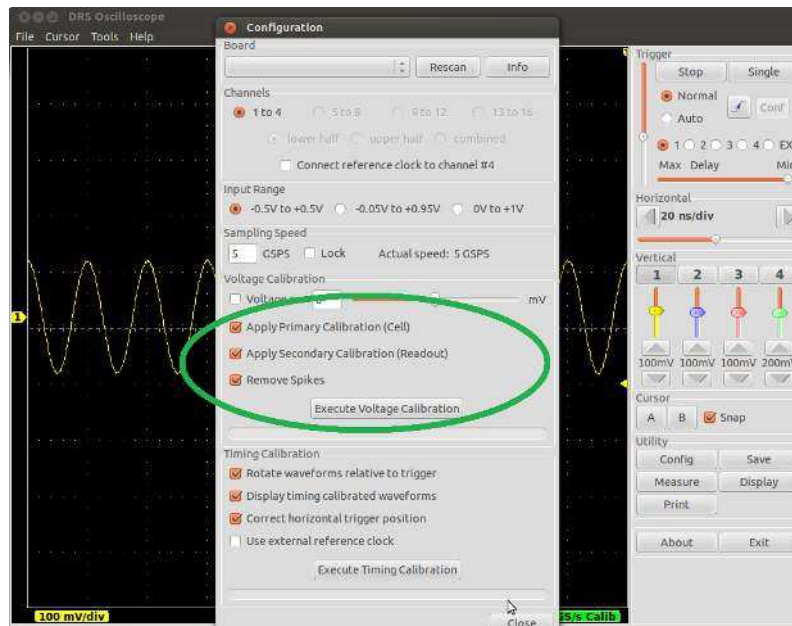 DRS Oscilloscope
File Cursor Tools Help
Configuration
Board
Rescan Info
Channels
1 to 4 5 to 8 9 to 12 13 to 16
lower half upper half combined
Connect reference clock to channel #4
Input Range
-0.5V to +0.5V -0.05V to +0.95V 0V to +1V
Sampling Speed
5 GSPS Lock Actual speed: 5 GSPS
Voltage Calibration
Voltage mV
Apply Primary Calibration (Cell)
Apply Secondary Calibration (Readout)
Remove Spikes
Execute Voltage Calibration
Timing Calibration
Rotate waveforms relative to trigger
Display timing calibrated waveforms
Correct horizontal trigger position
Use external reference clock
Execute Timing Calibration
Close
1
100 mV/div
S/s Calib
Trigger
Stop Single
Normal
Auto
Conf
1 2 3 4 EX
Max Delay Min
Horizontal
20 ns/div
Vertical
1 2 3 4
100mV 100mV 100mV 200m
Cursor
A B Snap
Utility
Config Save
Measure Display
Print
About Exit